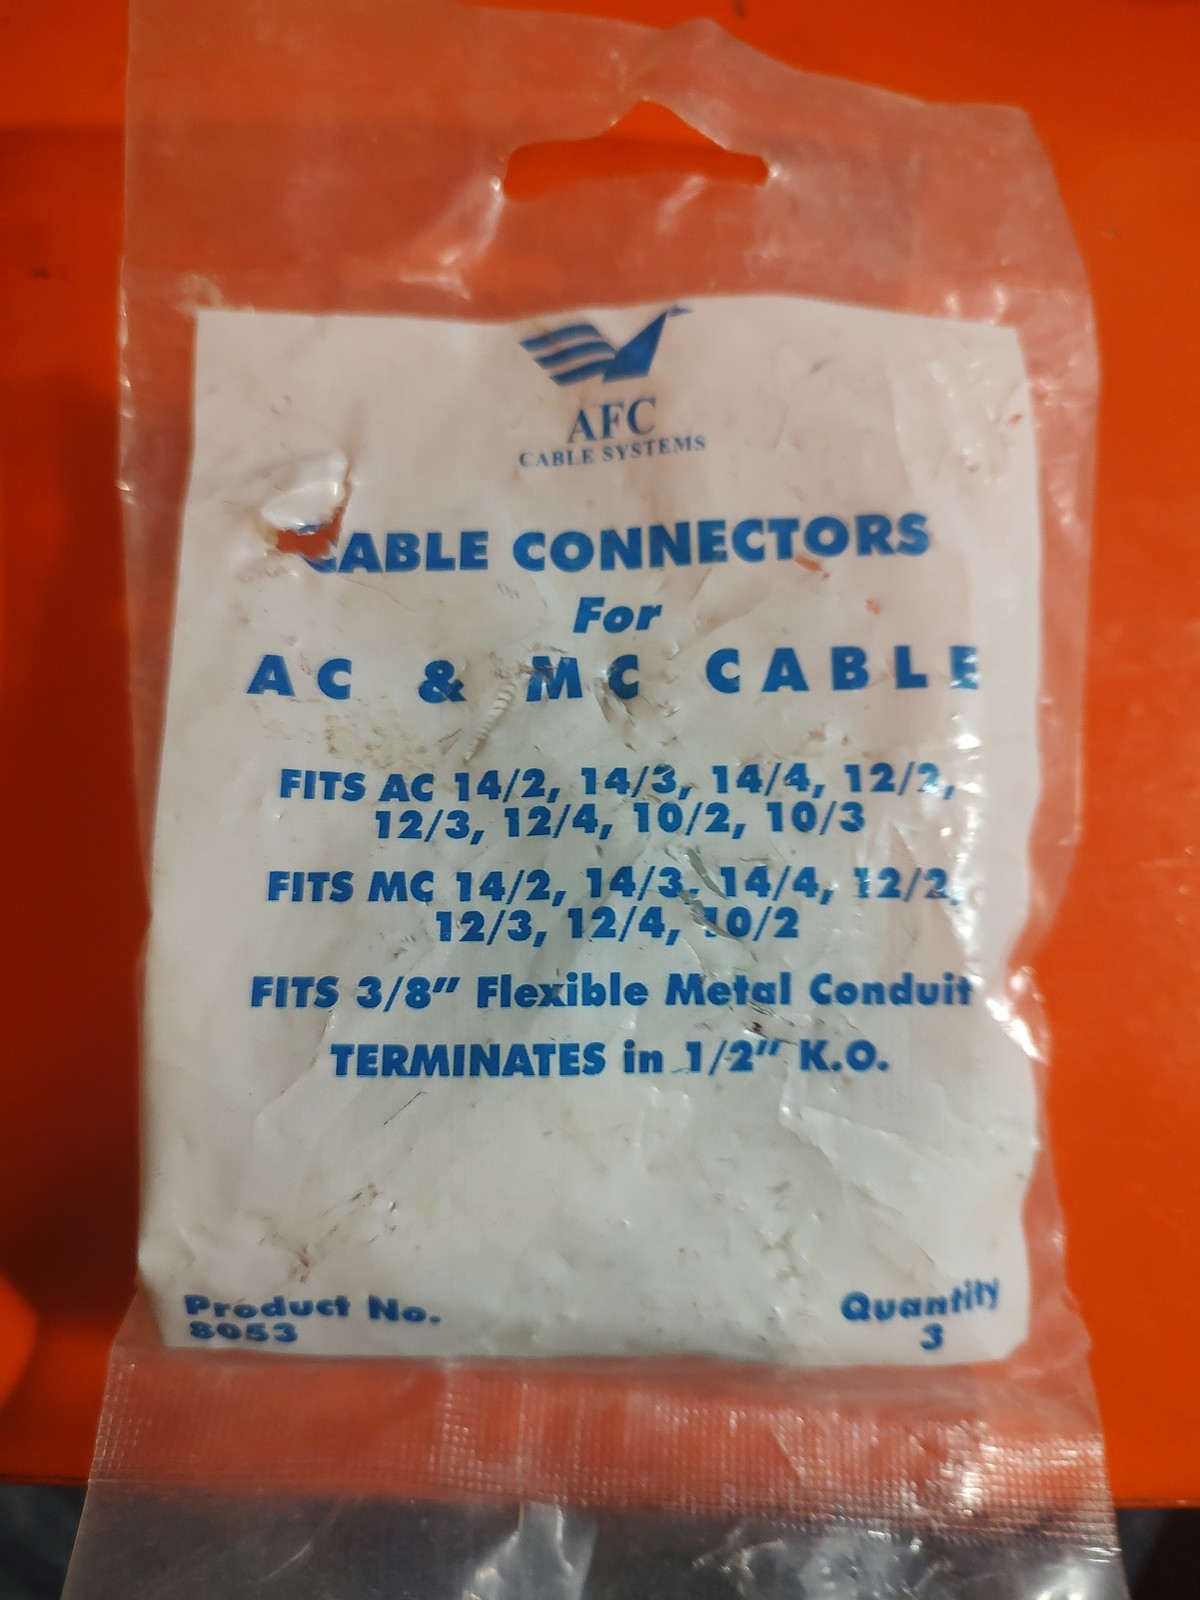 AFC
CABLE SYSTEMS
CABLE CONNECTORS
For
AC & MC CABLE
FITS AC 14/2, 14/3, 14/4, 12/2,
12/3, 12/4, 10/2, 10/3
FITS MC 14/2, 14/3, 14/4, 12/2,
12/3, 12/4, 10/2
FITS 3/8" Flexible Metal Conduit
TERMINATES in 1/2" K.O.
Product No.
8053
Quantity
3